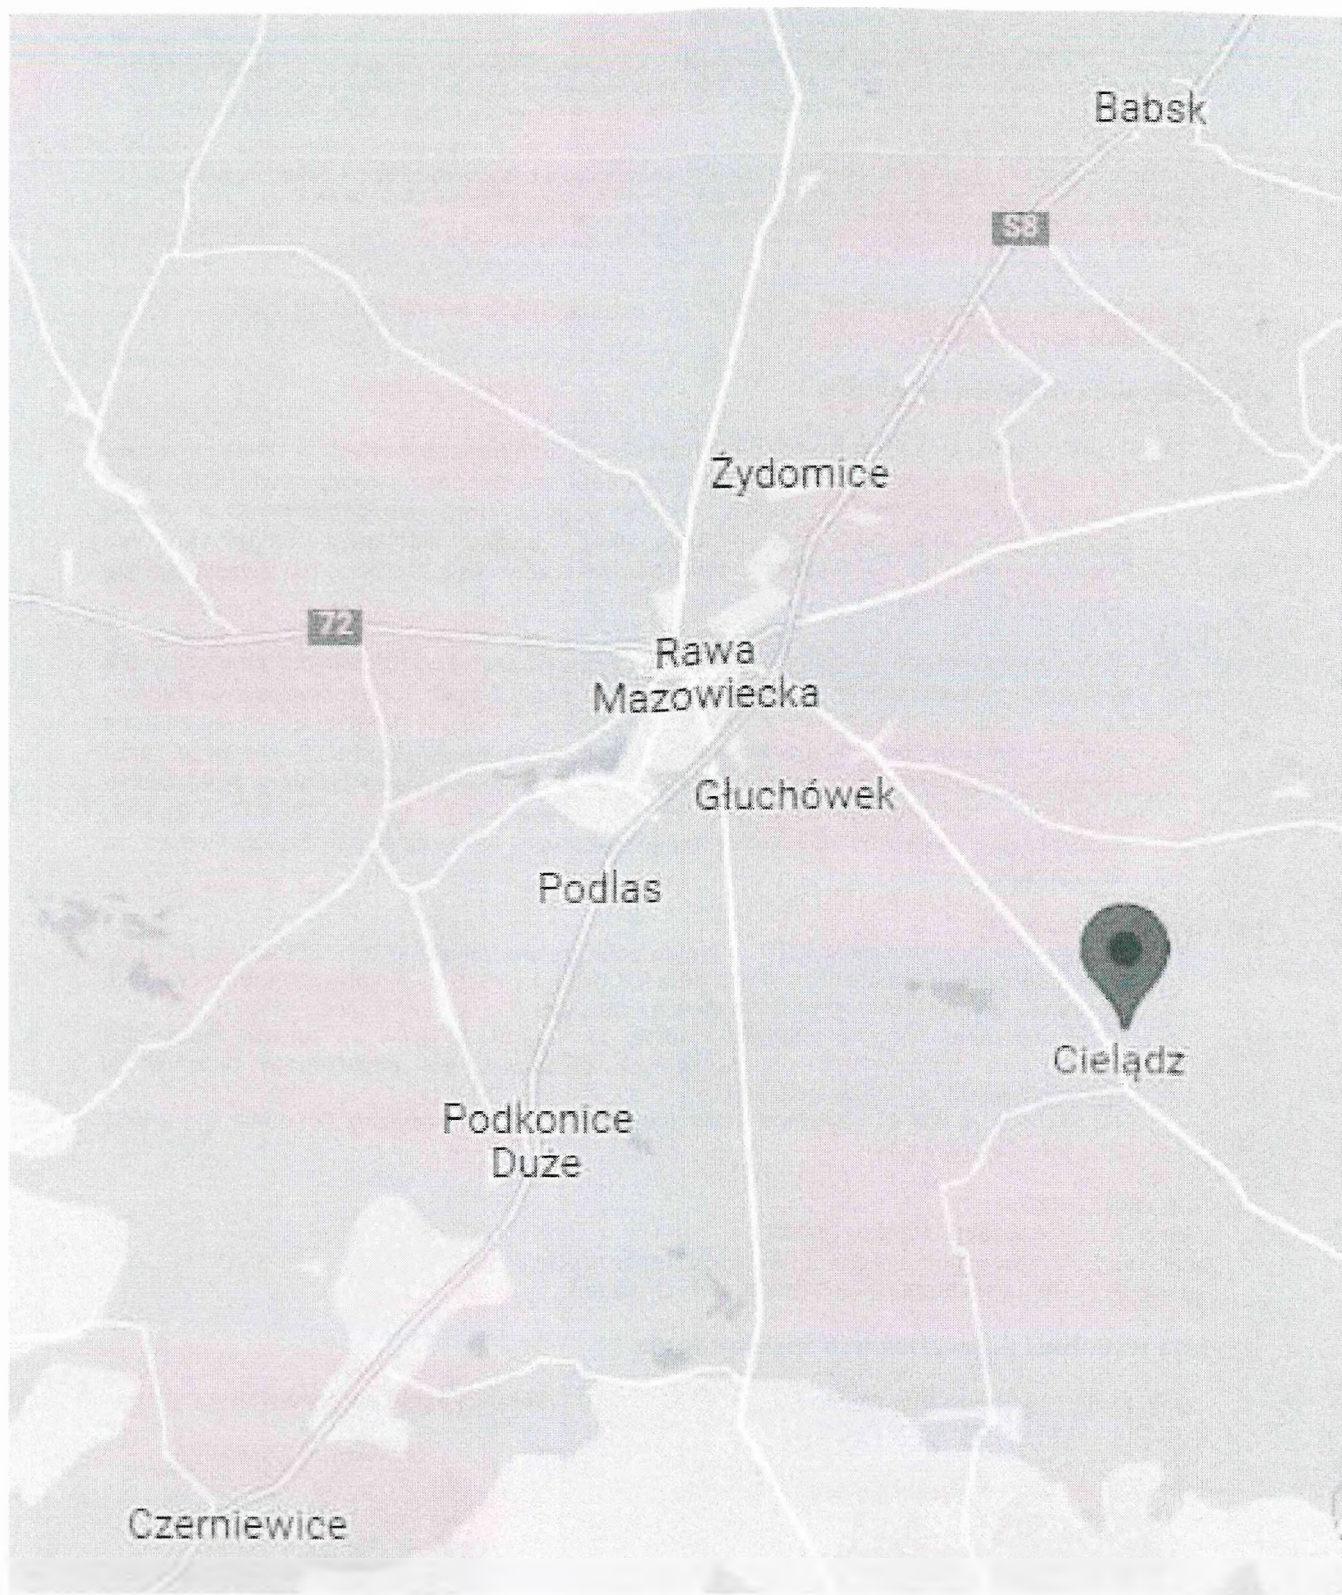 Babsk
S8
Żydomice
72
Rawa
Mazowiecka
Głuchówek
Podlas
Cielądz
Podkonice
Duże
Czerniewice